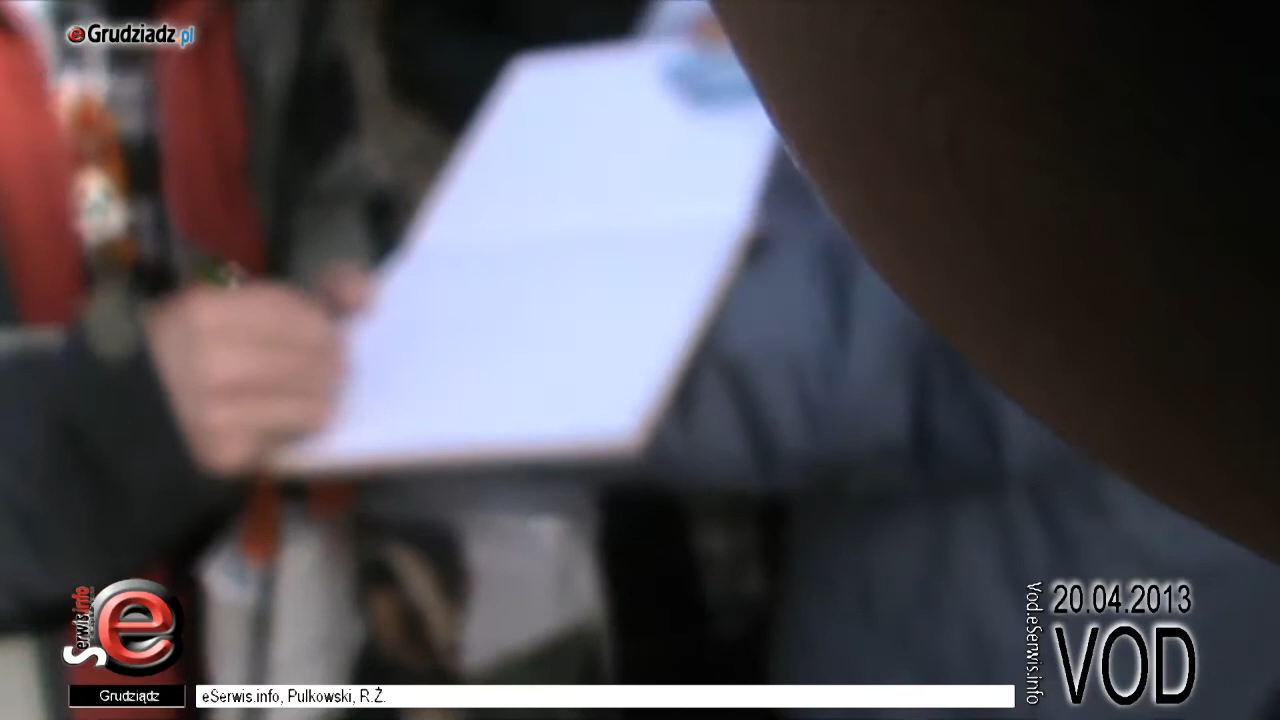 eGrudziadz.pl
eSerwis.info
Vod.eSerwis.info
20.04.2013
VOD
Grudziądz
eSerwis.info, Pulkowski, R.Ż.